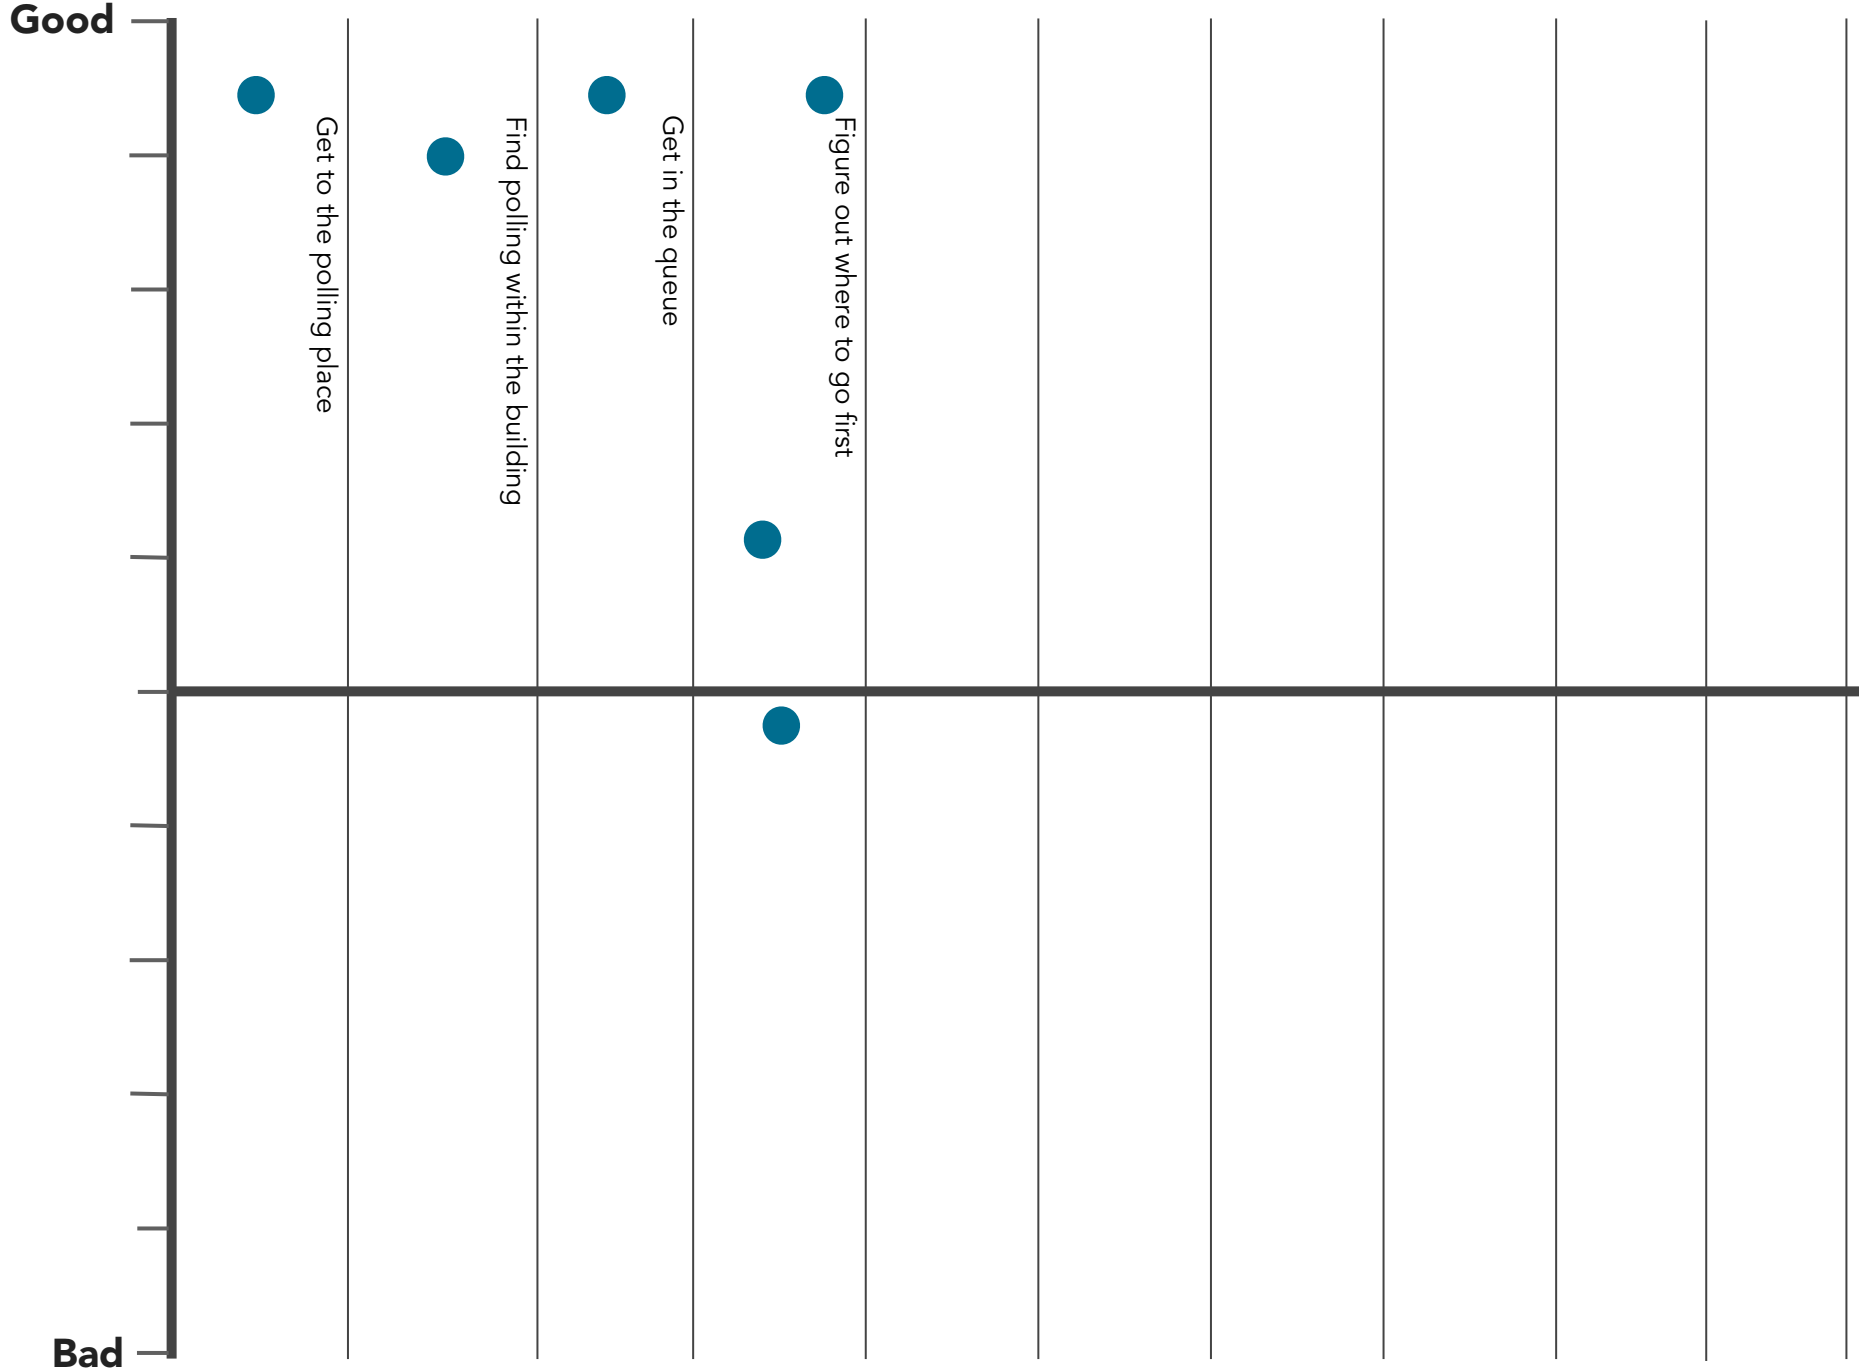 Good
Get to the polling place
Find polling within the building
Get in the queue
Figure out where to go first
Bad